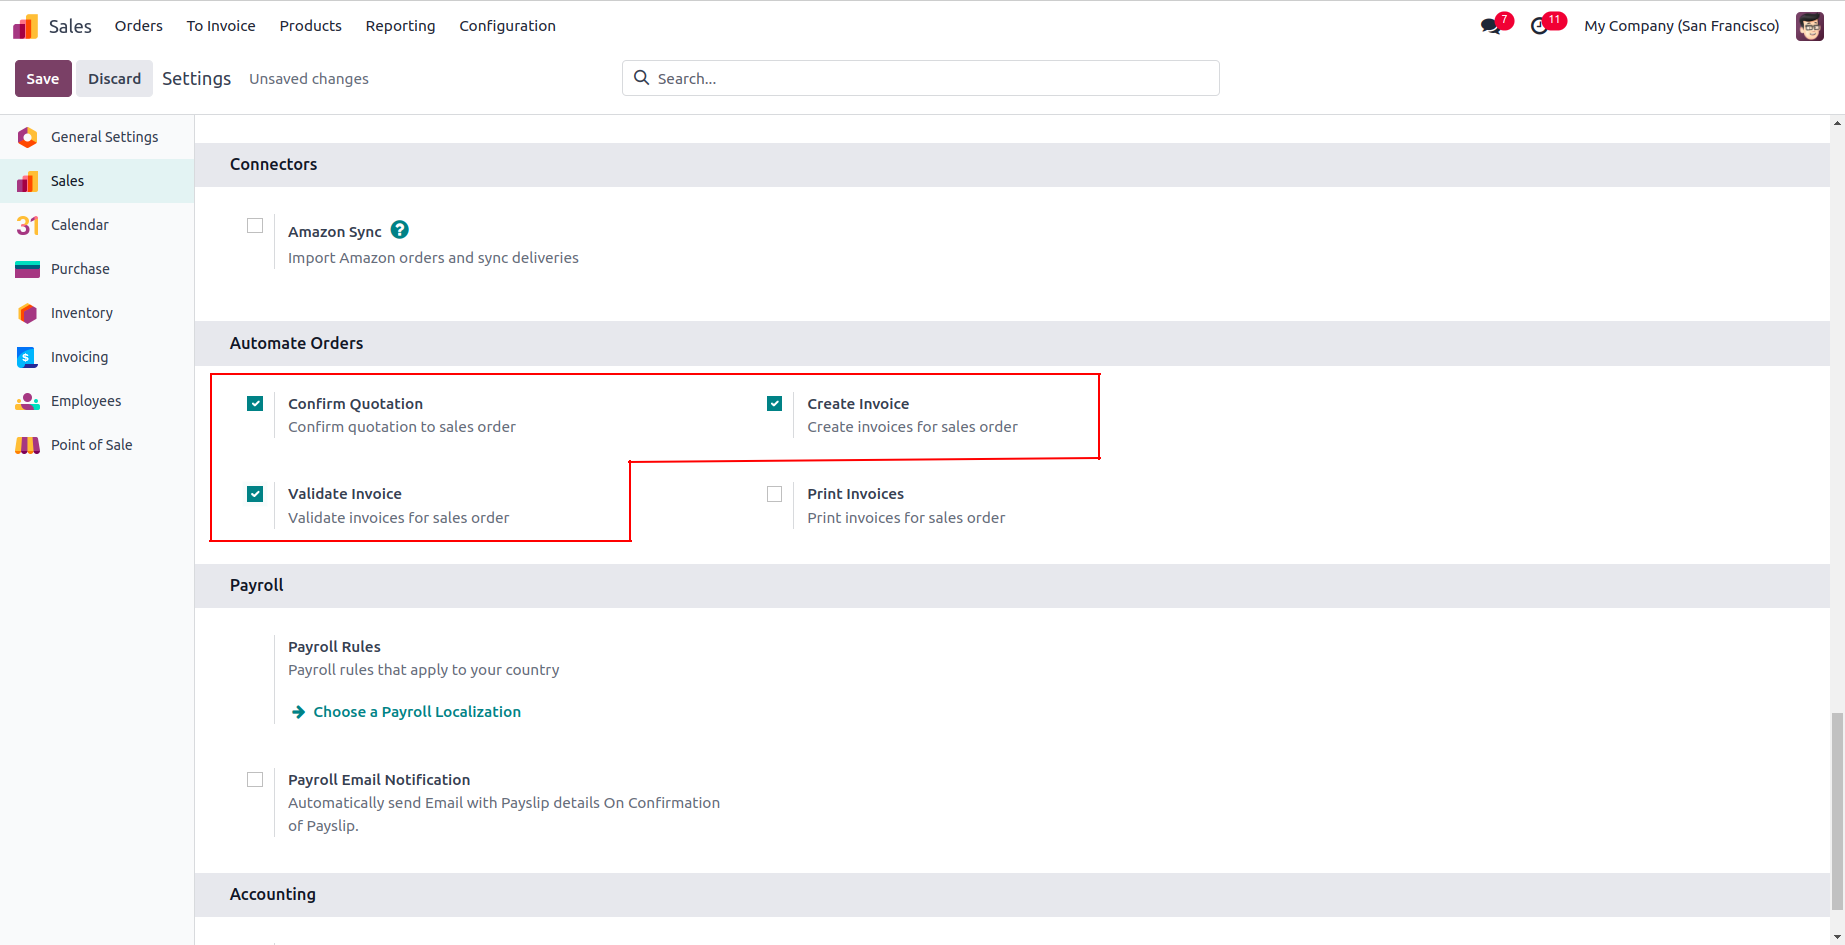 Sales Orders To Invoice Products Reporting Configuration 7 11 My Company (San Francisco)
Save Discard Settings Unsaved changes Search...
General Settings
Sales
31 Calendar
Purchase
Inventory
$ Invoicing
Employees
Point of Sale
Connectors
Amazon Sync ?
Import Amazon orders and sync deliveries
Automate Orders
Confirm Quotation
Confirm quotation to sales order
Create Invoice
Create invoices for sales order
Validate Invoice
Validate invoices for sales order
Print Invoices
Print invoices for sales order
Payroll
Payroll Rules
Payroll rules that apply to your country
Choose a Payroll Localization
Payroll Email Notification
Automatically send Email with Payslip details On Confirmation
of Payslip.
Accounting